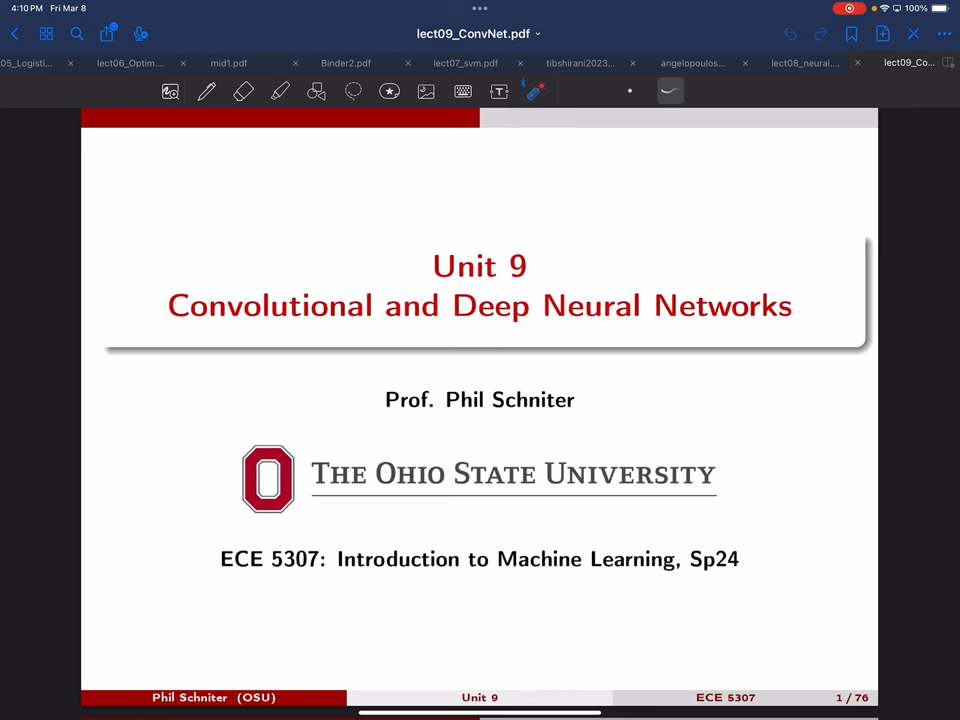 4:10 PM Fri Mar 8
100%
lect09_ConvNet.pdf
05_Logisti...
lect06_Optim....
mid1.pdf
Binder2.pdf
lect07_svm.pdf
tibshirani2023...
angelopoulos...
lect08_neural....
lect09_Co...
Unit 9
Convolutional and Deep Neural Networks
Prof. Phil Schniter
THE OHIO STATE UNIVERSITY
ECE 5307: Introduction to Machine Learning, Sp24
Phil Schniter (OSU)
Unit 9
ECE 5307
1 / 76